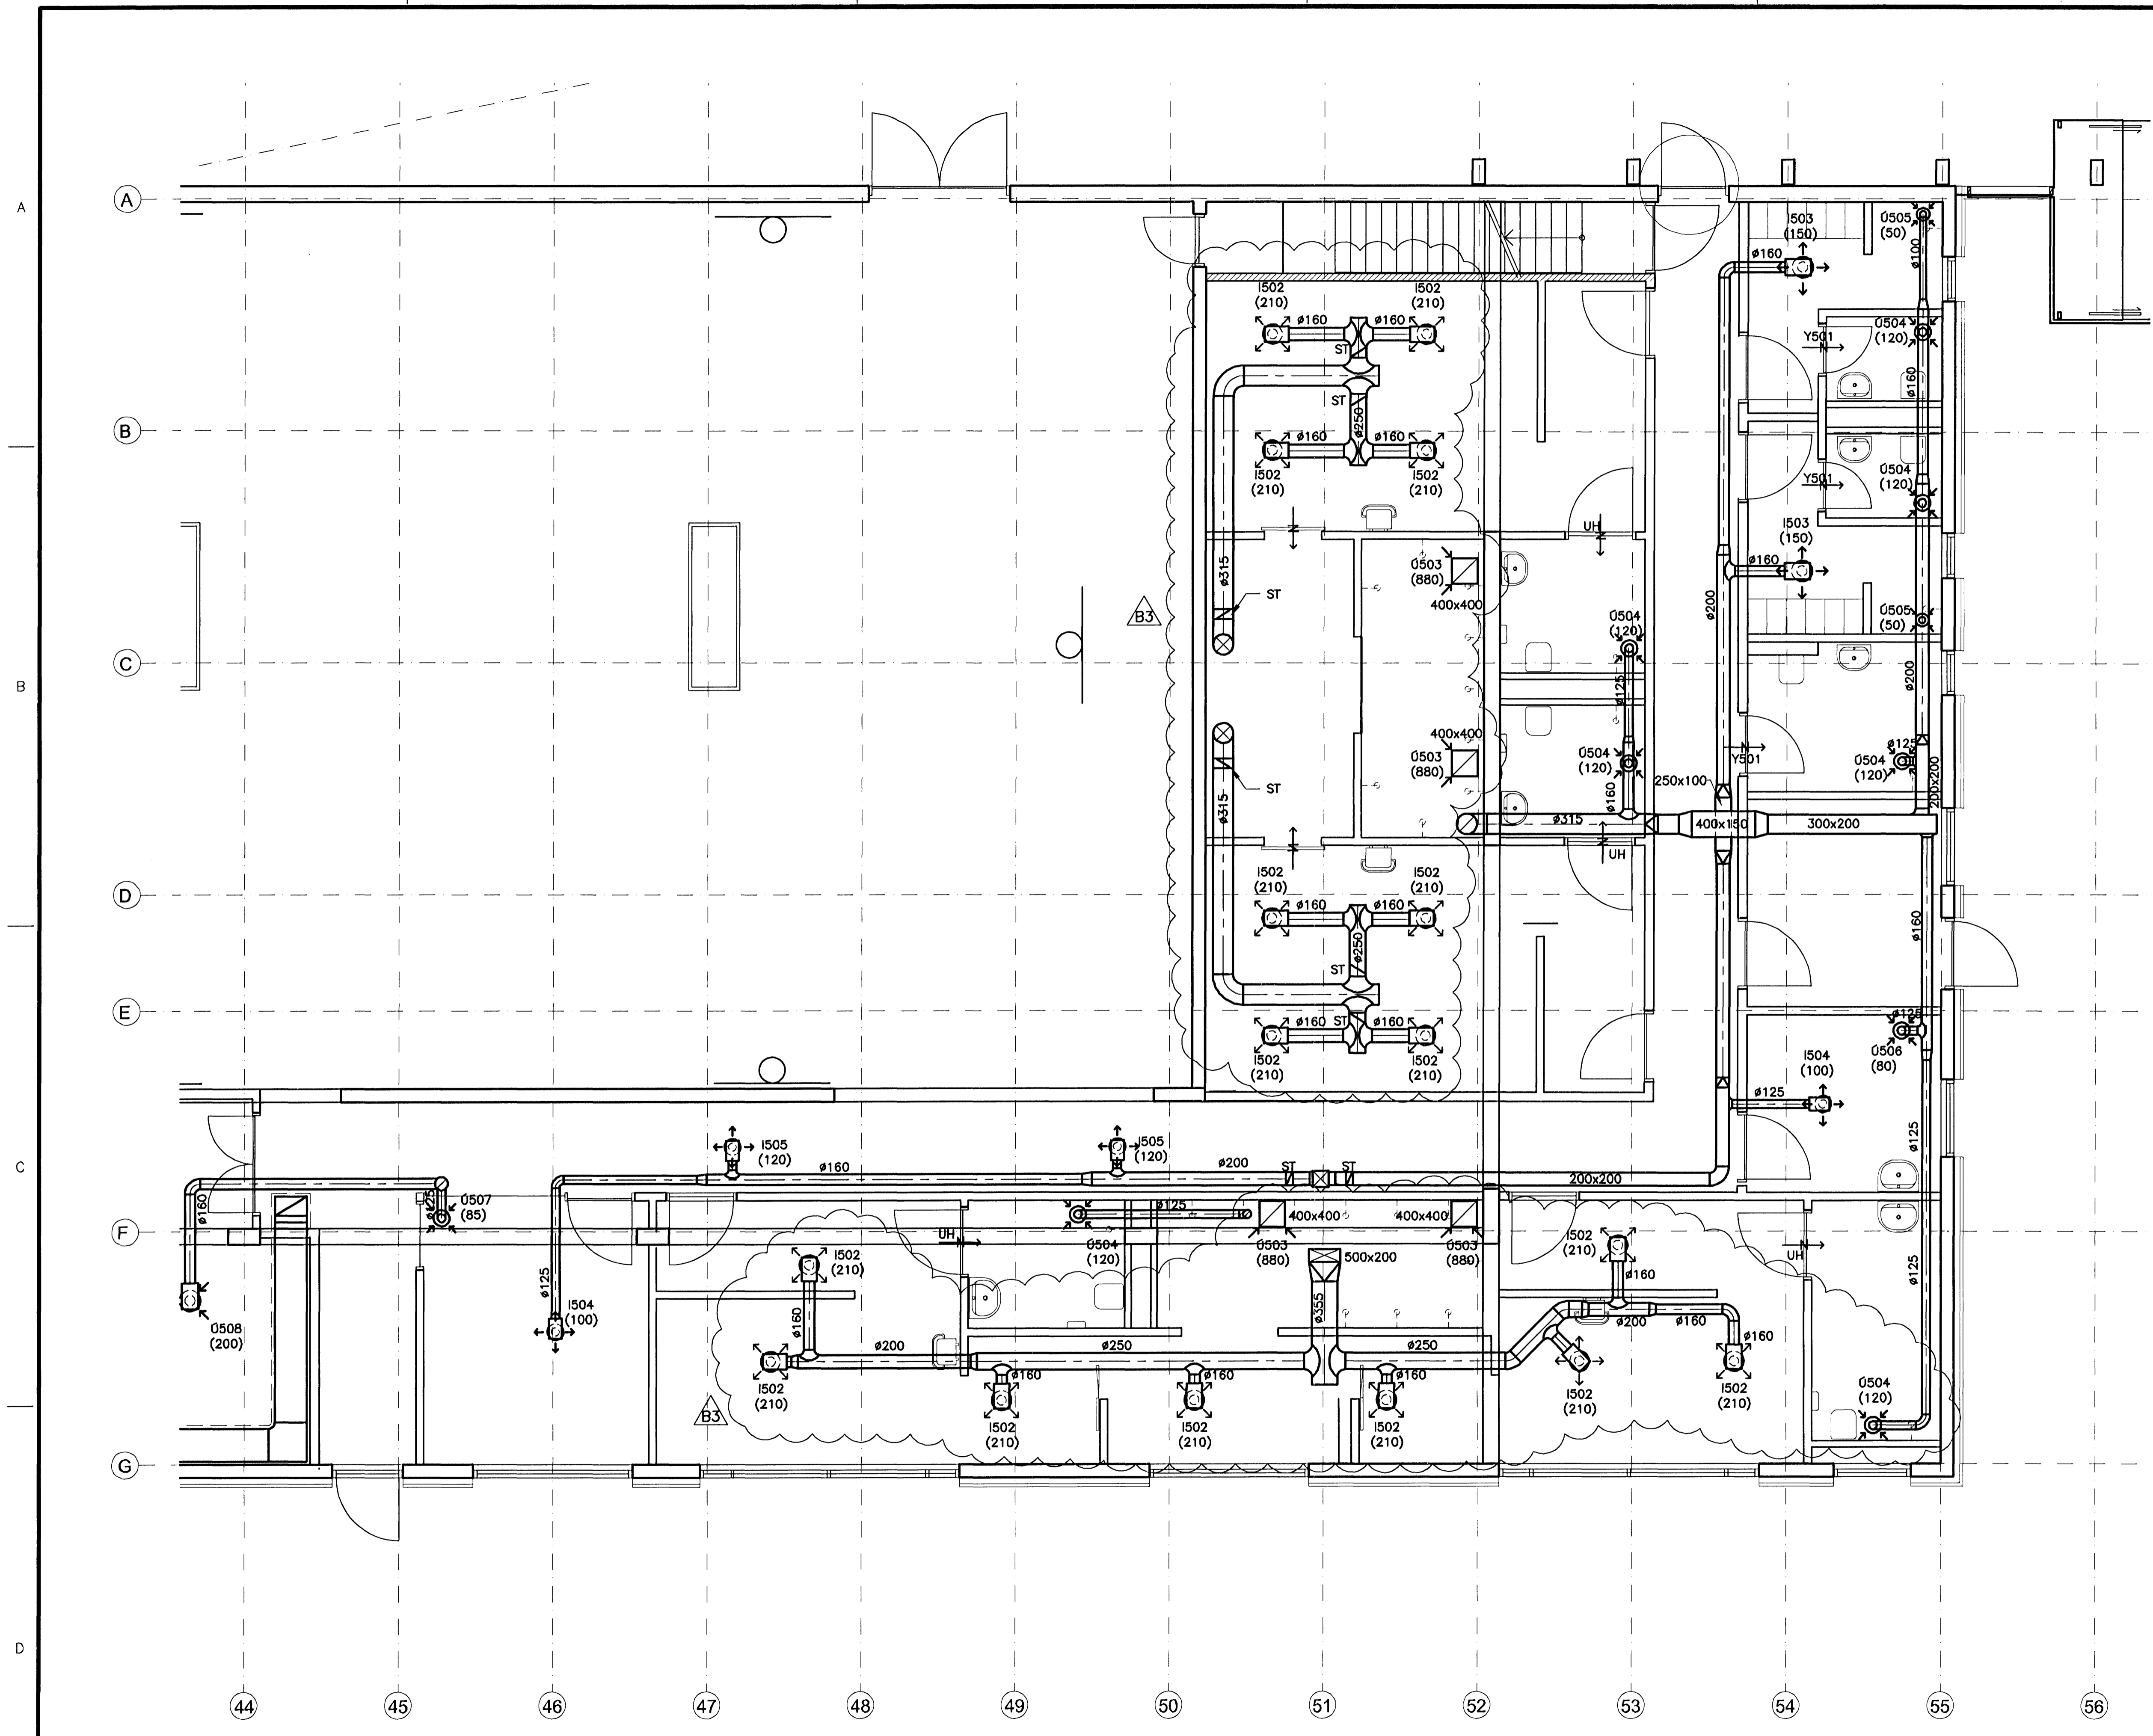 A
A
I503
(150)
Ú505
(50)
ø160
ø100
I502
(210)
I502
(210)
ø160
ø160
ST
Ú504
(120)
Y501
ø160
ST
ø250
B
ø160
ø160
I502
(210)
I502
(210)
Ú504
(120)
Y501
UH
I503
(150)
ø160
ø315
ST
Ú503
(880)
400x400
B3
Ú504
(120)
ø200
Ú505
(50)
C
B
ø125
ø200
400x400
Ú503
(880)
Ú504
(120)
Y501
ø125
Ú504
(120)
ST
250x100
ø160
200x200
ø315
ø315
400x150
300x200
UH
D
I502
(210)
I502
(210)
ø160
ø160
ø160
ø250
ST
E
ø160
ST
ø160
I502
(210)
I502
(210)
ø125
Ú506
(80)
I504
(100)
ø125
I505
(120)
I505
(120)
ø125
C
ø160
ø200
ST
ST
200x200
ø160
ø125
Ú507
(85)
ø125
400x400
400x400
F
UH
Ú504
(120)
Ú503
(880)
Ú503
(880)
I502
(210)
I502
(210)
UH
500x200
ø125
ø160
ø125
I504
(100)
ø160
ø355
ø200
ø160
Ú508
(200)
ø200
ø250
ø250
ø160
ø160
ø160
ø160
I502
(210)
I502
(210)
I502
(210)
I502
(210)
I502
(210)
I502
(210)
Ú504
(120)
B3
G
D
44
45
46
47
48
49
50
51
52
53
54
55
56